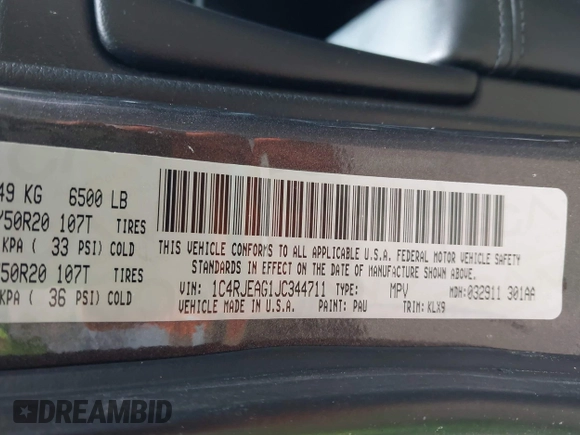 49 KG 6500 LB
/50R20 107T TIRES
KPA ( 33 PSI) COLD
50R20 107T TIRES
KPA ( 36 PSI) COLD
THIS VEHICLE CONFORMS TO ALL APPLICABLE U.S.A. FEDERAL MOTOR VEHICLE SAFETY
STANDARDS IN EFFECT ON THE DATE OF MANUFACTURE SHOWN ABOVE.
VIN: 1C4RJEAG1JC344711 TYPE: MPV MDH: 032911 301AA
VEHICLE MADE IN U.S.A. PAINT: PAU TRIM: KLX9
DREAMBID